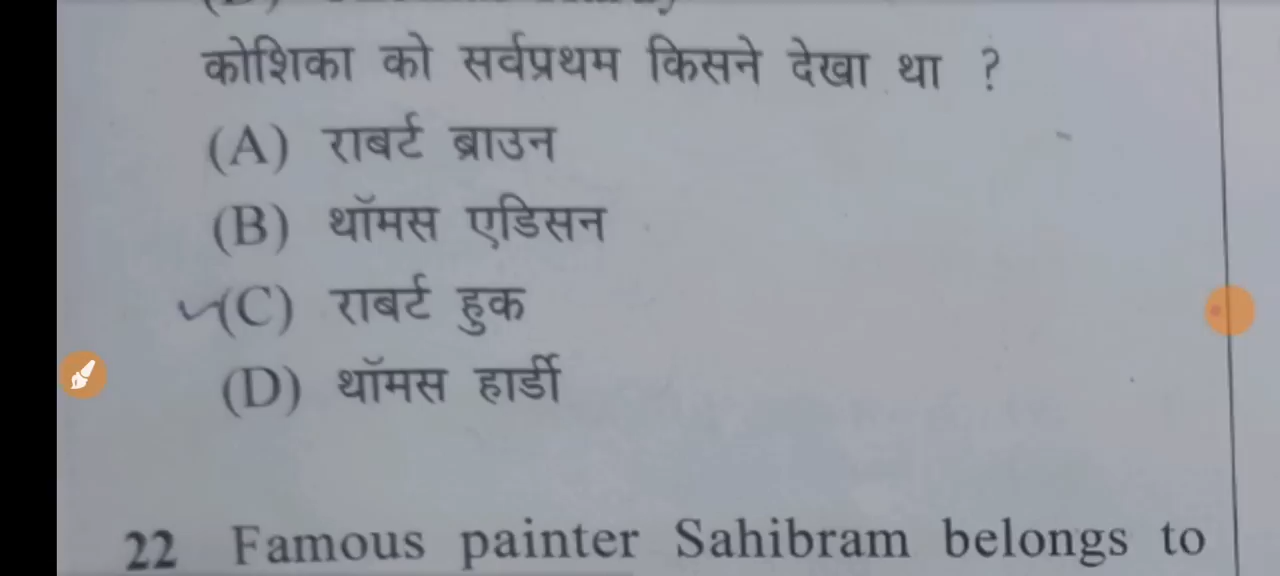 कोशिका को सर्वप्रथम किसने देखा था ?
(A) राबर्ट ब्राउन
(B) थॉमस एडिसन
(C) राबर्ट हुक
(D) थॉमस हार्डी
22 Famous painter Sahibram belongs to